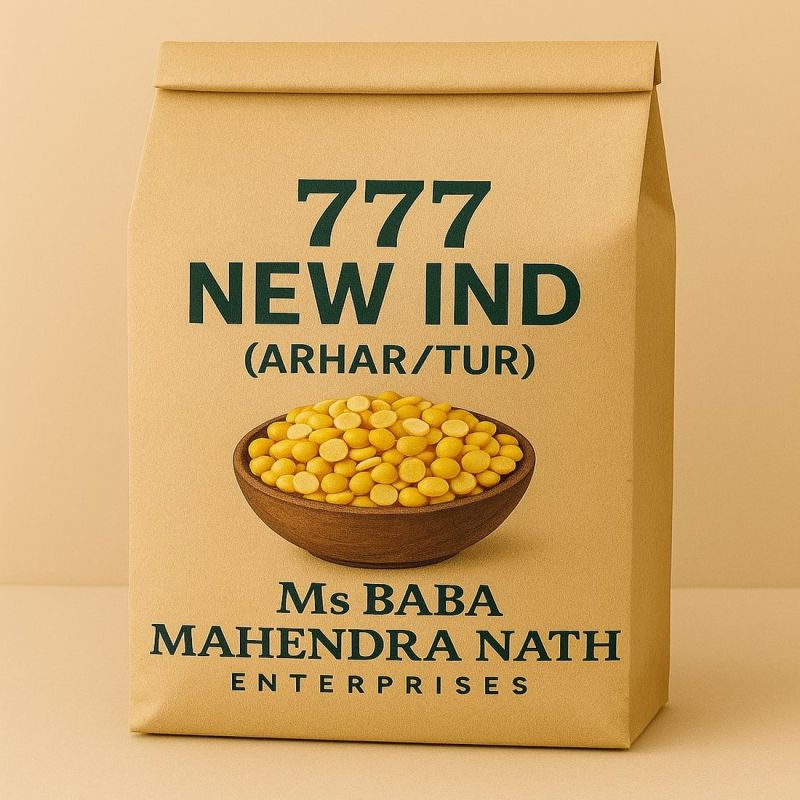 777
NEW IND
(ARHAR/TUR)
Ms BABA
MAHENDRA NATH
ENTERPRISES